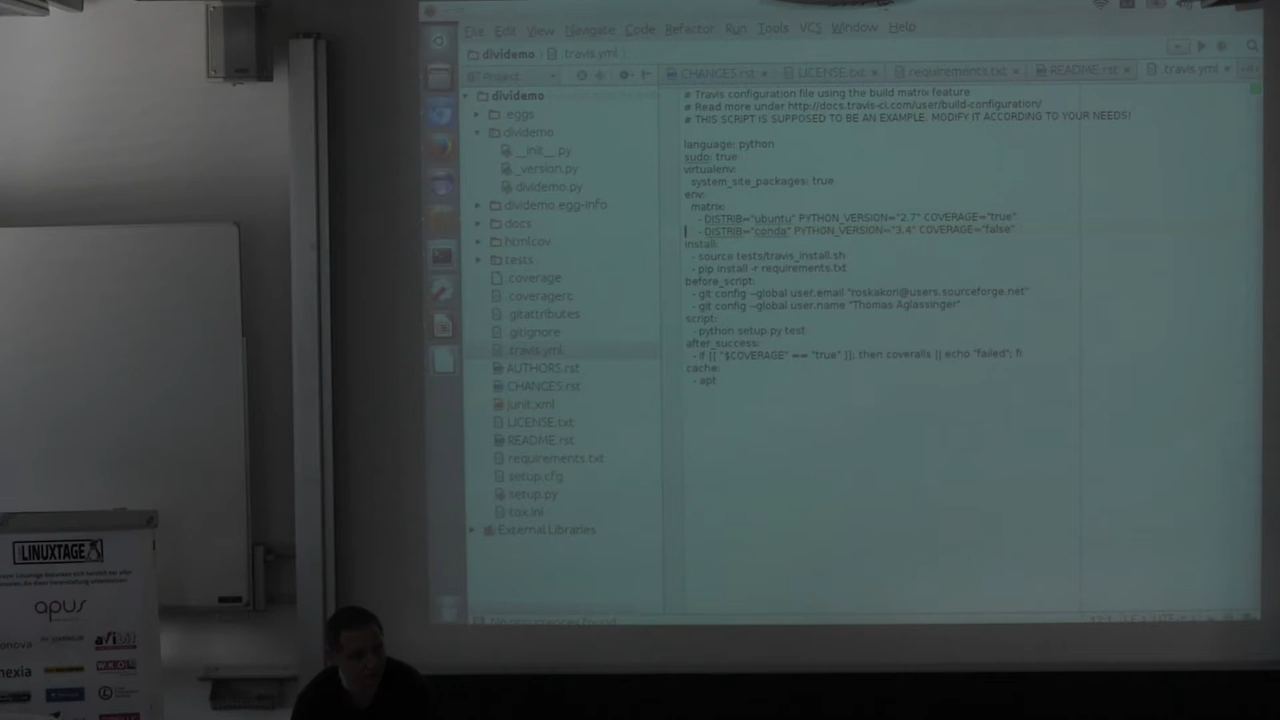 File Edit View Navigate Code Refactor Run Tools VCS Window Help
dividemo .travis.yml
Project CHANGES.rst LICENSE.txt requirements.txt README.rst .travis.yml
dividemo
.eggs
dividemo
__init__.py
_version.py
dividemo.py
dividemo.egg-info
docs
htmlcov
tests
.coverage
.coveragerc
.gitattributes
.gitignore
.travis.yml
AUTHORS.rst
CHANGES.rst
junit.xml
LICENSE.txt
README.rst
requirements.txt
setup.cfg
setup.py
tox.ini
External Libraries
# Travis configuration file using the build matrix feature
# Read more under http://docs.travis-ci.com/user/build-configuration/
# THIS SCRIPT IS SUPPOSED TO BE AN EXAMPLE. MODIFY IT ACCORDING TO YOUR NEEDS!
language: python
sudo: true
virtualenv:
system_site_packages: true
env:
matrix:
- DISTRIB="ubuntu" PYTHON_VERSION="2.7" COVERAGE="true"
- DISTRIB="conda" PYTHON_VERSION="3.4" COVERAGE="false"
install:
- source tests/travis_install.sh
- pip install -r requirements.txt
before_script:
- git config --global user.email "roskakori@users.sourceforge.net"
- git config --global user.name "Thomas Aglassinger"
script:
- python setup.py test
after_success:
- if [[ "$COVERAGE" == "true" ]]; then coveralls || echo "failed"; fi
cache:
- apt
LINUXTAGE
apus
avibit
WKO